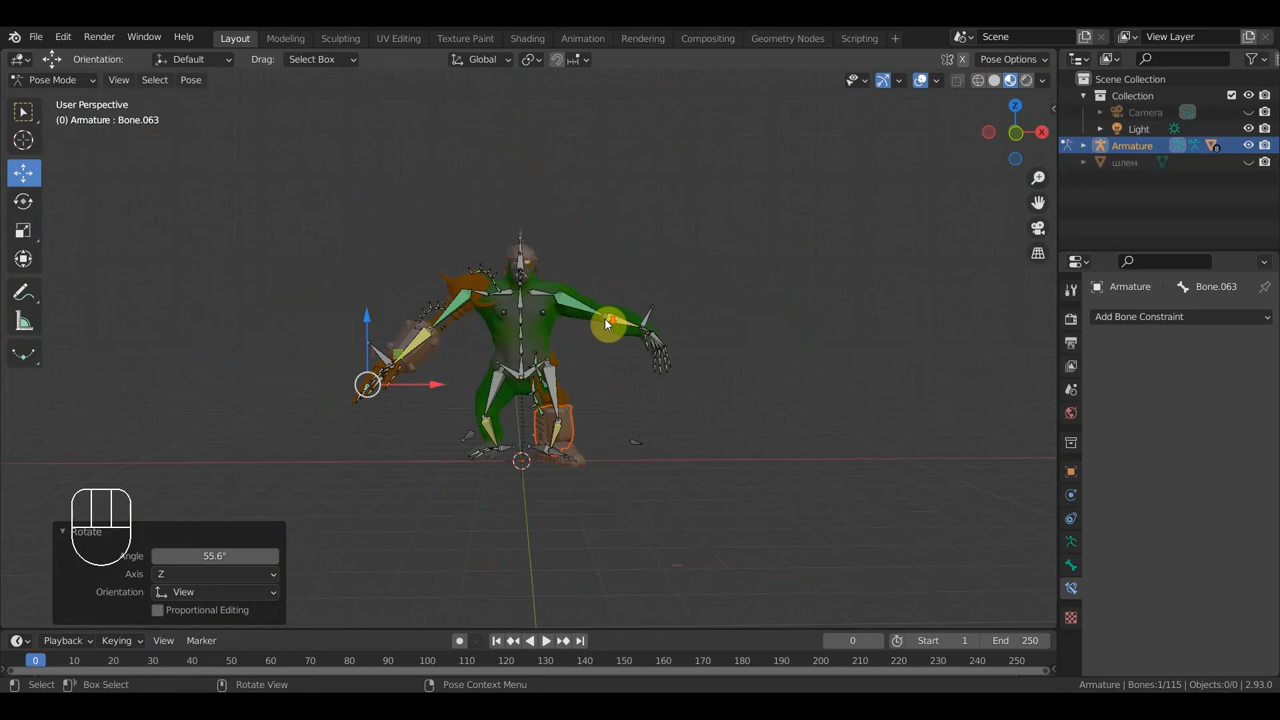 File Edit Render Window Help Layout Modeling Sculpting UV Editing Texture Paint Shading Animation Rendering Compositing Geometry Nodes Scripting + Scene View Layer
Orientation: Default Drag: Select Box Global X Pose Options
Pose Mode View Select Pose
User Perspective
(0) Armature : Bone.063
Z
X
Scene Collection
Collection
Camera
Light
Armature 8
шлем
Armature Bone.063
Add Bone Constraint
Rotate
Angle 55.6°
Axis Z
Orientation View
Proportional Editing
Playback Keying View Marker 0 Start 1 End 250
0 10 20 30 40 50 60 70 80 90 100 110 120 130 140 150 160 170 180 190 200 210 220 230 240 250
Select Box Select Rotate View Pose Context Menu Armature | Bones:1/115 | Objects:0/0 | 2.93.0